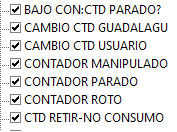 BAJO CON:CTD PARADO?
CAMBIO CTD GUADALAGU
CAMBIO CTD USUARIO
CONTADOR MANIPULADO
CONTADOR PARADO
CONTADOR ROTO
CTD RETIR-NO CONSUMO